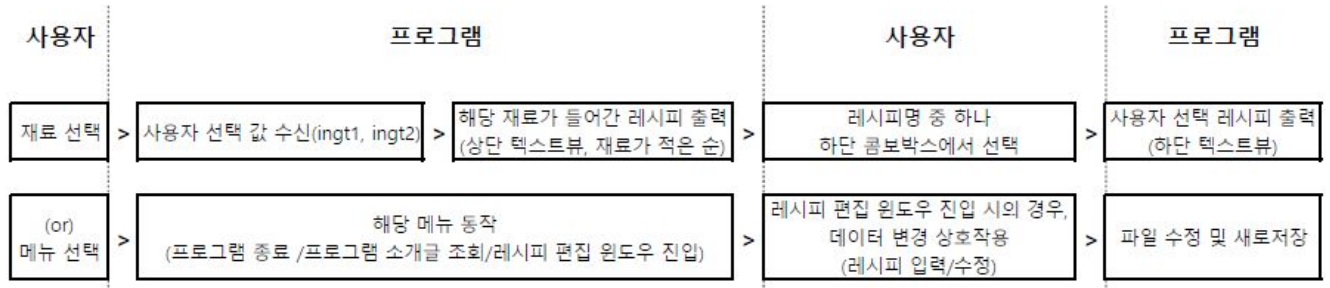 사용자 프로그램 사용자 프로그램
재료 선택 > 사용자 선택 값 수신(ingt1, ingt2) > 해당 재료가 들어간 레시피 출력
(상단 텍스트뷰, 재료가 적은 순) > 레시피명 중 하나
하단 콤보박스에서 선택 > 사용자 선택 레시피 출력
(하단 텍스트뷰)
(or)
메뉴 선택 > 해당 메뉴 동작
(프로그램 종료 /프로그램 소개글 조회/레시피 편집 윈도우 진입) > 레시피 편집 윈도우 진입 시의 경우,
데이터 변경 상호작용
(레시피 입력/수정) > 파일 수정 및 새로저장